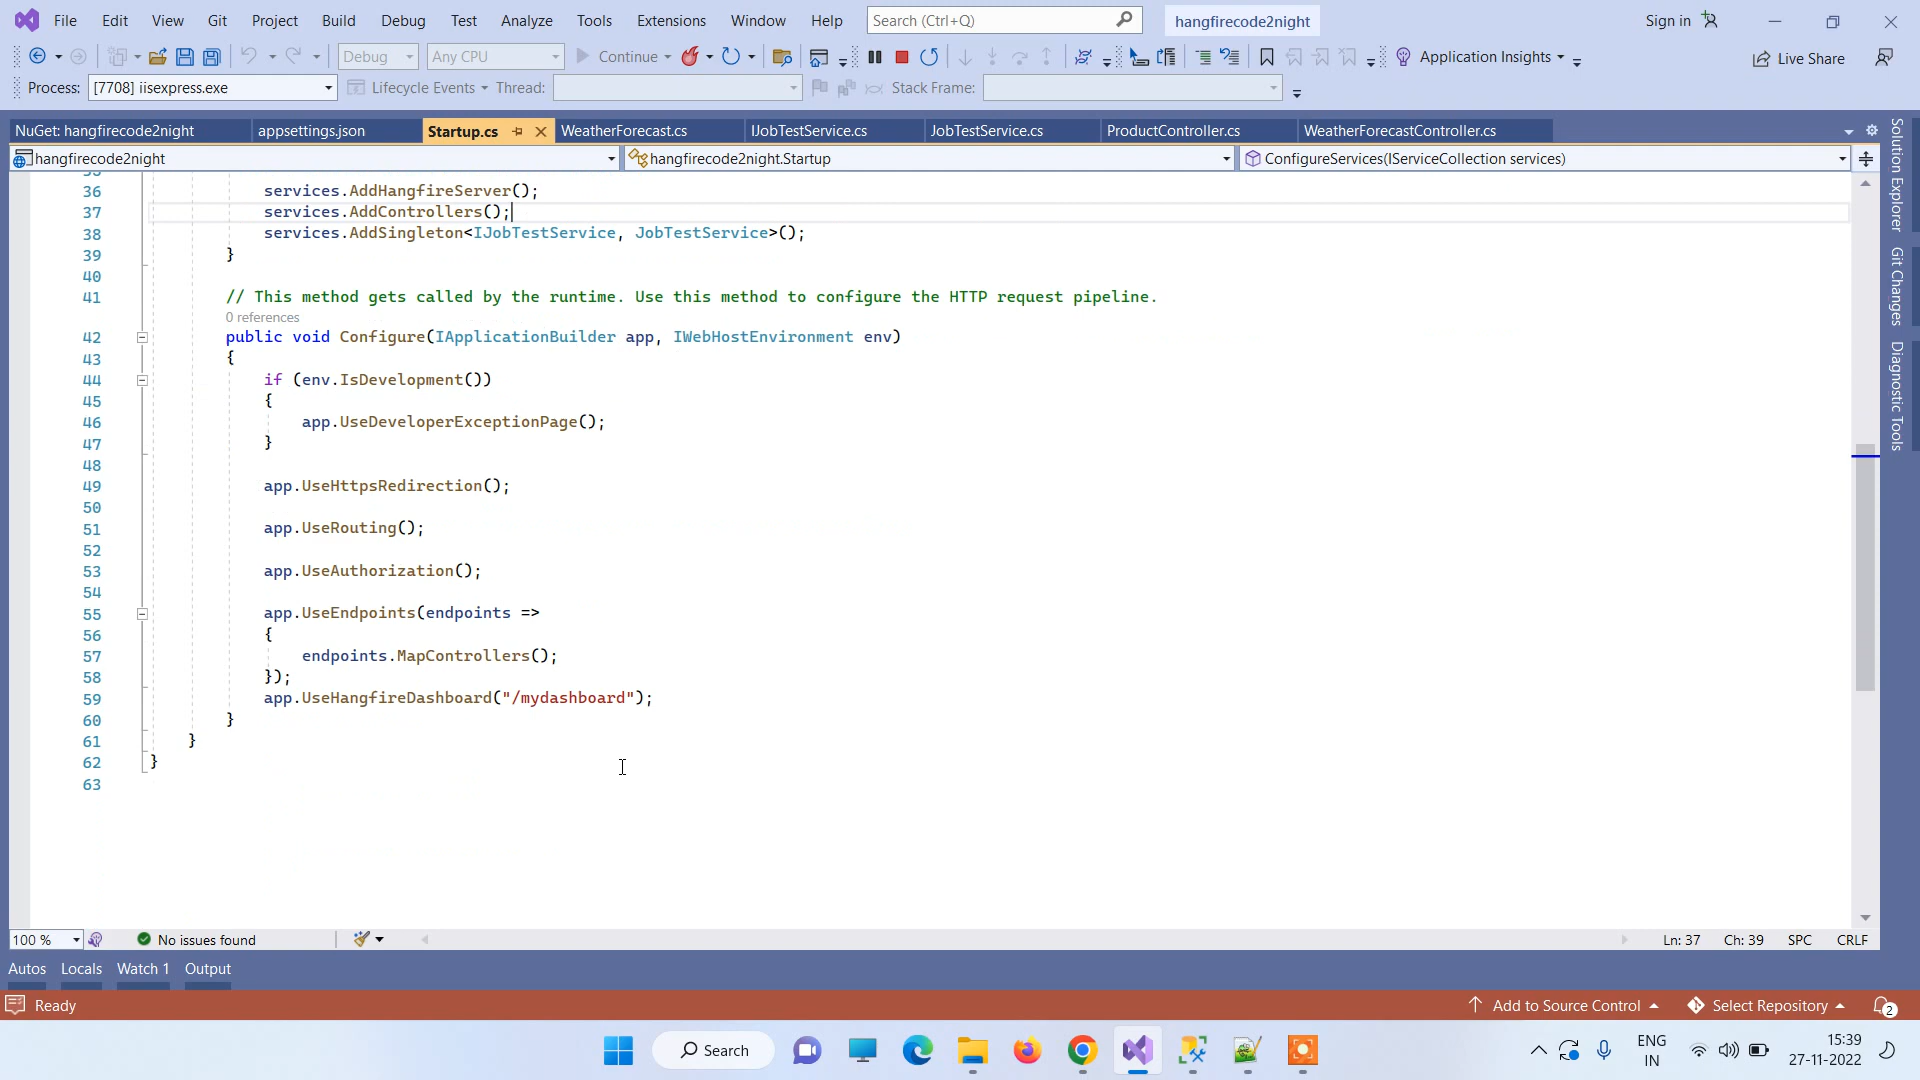 File Edit View Git Project Build Debug Test Analyze Tools Extensions Window Help Search (Ctrl+Q) hangfirecode2night Sign in
Debug Any CPU Continue Application Insights Live Share
Process: [7708] iisexpress.exe Lifecycle Events Thread: Stack Frame:
NuGet: hangfirecode2night appsettings.json Startup.cs WeatherForecast.cs IJobTestService.cs JobTestService.cs ProductController.cs WeatherForecastController.cs
hangfirecode2night hangfirecode2night.Startup ConfigureServices(IServiceCollection services)
36 services.AddHangfireServer();
37 services.AddControllers();
38 services.AddSingleton<IJobTestService, JobTestService>();
39 }
40
41 // This method gets called by the runtime. Use this method to configure the HTTP request pipeline.
0 references
42 public void Configure(IApplicationBuilder app, IWebHostEnvironment env)
43 {
44 if (env.IsDevelopment())
45 {
46 app.UseDeveloperExceptionPage();
47 }
48
49 app.UseHttpsRedirection();
50
51 app.UseRouting();
52
53 app.UseAuthorization();
54
55 app.UseEndpoints(endpoints =>
56 {
57 endpoints.MapControllers();
58 });
59 app.UseHangfireDashboard("/mydashboard");
60 }
61 }
62 }
63
Solution Explorer
Git Changes
Diagnostic Tools
100 % No issues found Ln: 37 Ch: 39 SPC CRLF
Autos Locals Watch 1 Output
Ready Add to Source Control Select Repository 2
Search ENG
IN
15:39
27-11-2022